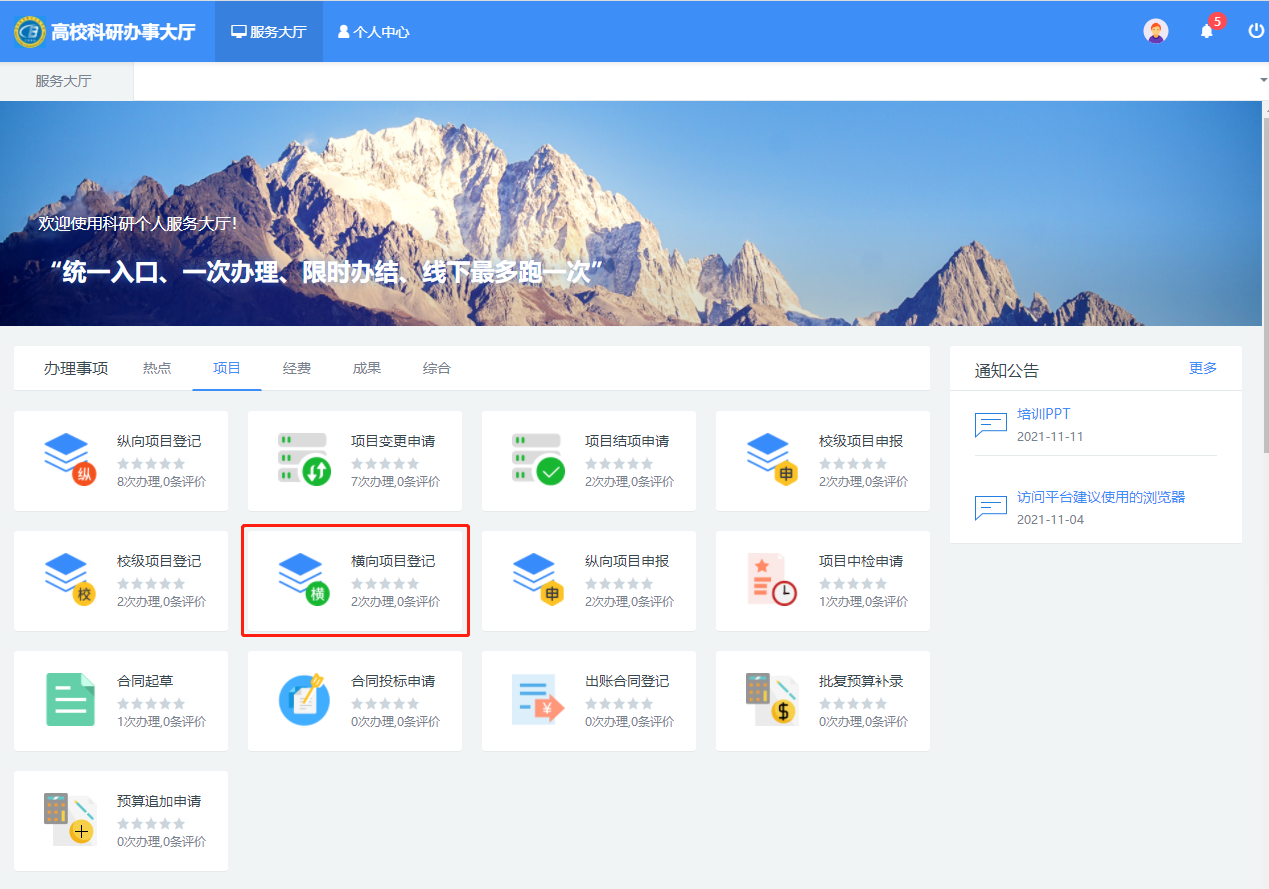 高校科研办事大厅
服务大厅
个人中心
5
服务大厅
欢迎使用科研个人服务大厅!
“统一入口、一次办理、限时办结、线下最多跑一次”
办理事项
热点
项目
经费
成果
综合
通知公告
更多
培训PPT
2021-11-11
访问平台建议使用的浏览器
2021-11-04
纵
纵向项目登记
8次办理,0条评价
项目变更申请
7次办理,0条评价
项目结项申请
2次办理,0条评价
申
校级项目申报
2次办理,0条评价
校
校级项目登记
2次办理,0条评价
横
横向项目登记
2次办理,0条评价
申
纵向项目申报
2次办理,0条评价
项目中检申请
1次办理,0条评价
合同起草
1次办理,0条评价
合同投标申请
0次办理,0条评价
¥
出账合同登记
0次办理,0条评价
$
批复预算补录
0次办理,0条评价
预算追加申请
0次办理,0条评价